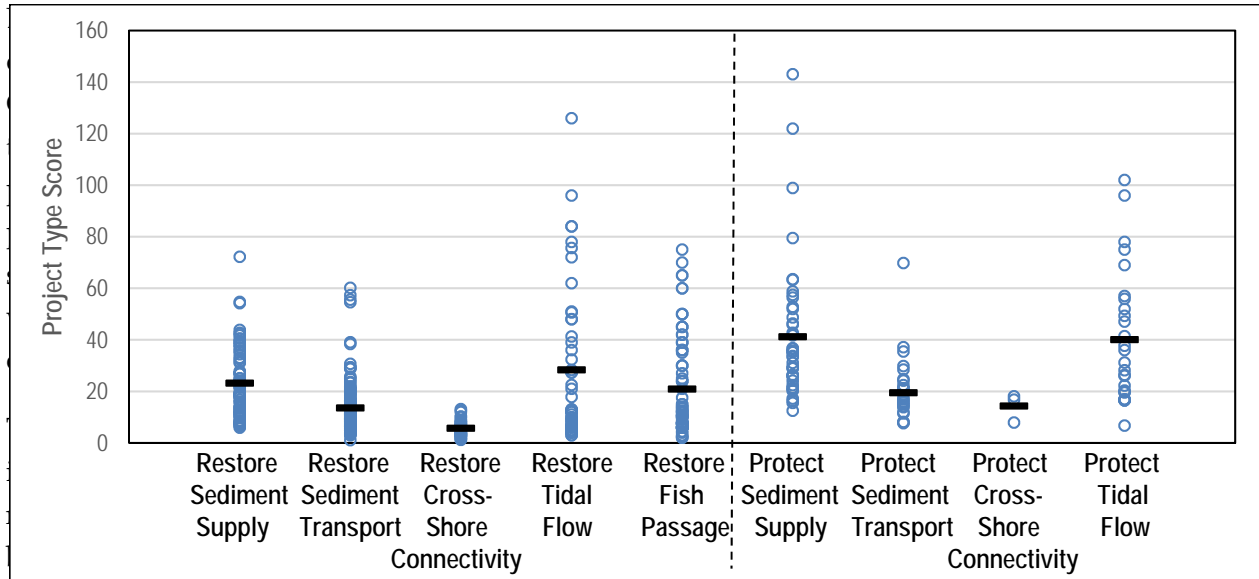 160
140
120
100
80
60
40
20
0
Project Type Score
Restore Sediment Supply
Restore Sediment Transport
Restore Cross-Shore Connectivity
Restore Tidal Flow
Restore Fish Passage
Protect Sediment Supply
Protect Sediment Transport
Protect Cross-Shore Connectivity
Protect Tidal Flow